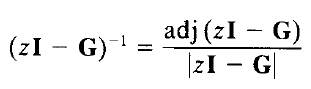 (zI − G)⁻¹ = adj (zI − G) / |zI − G|